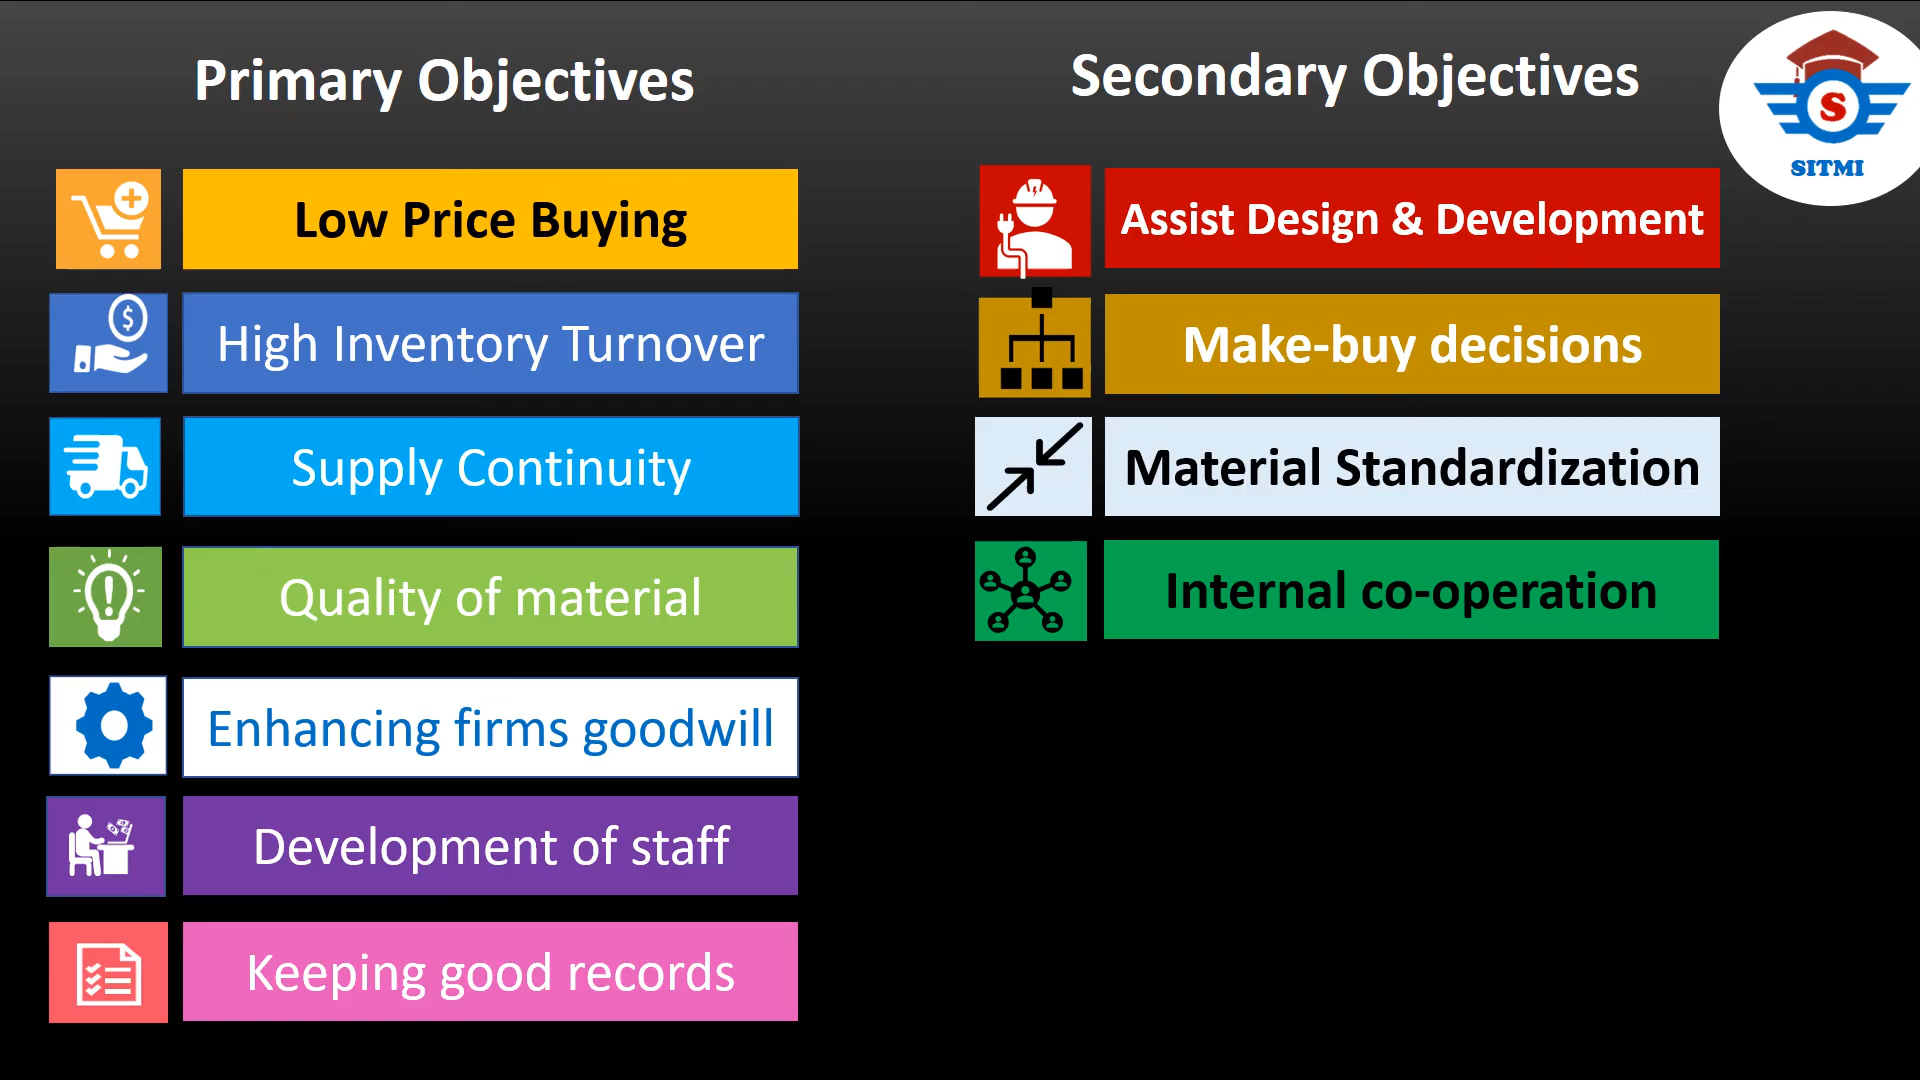 Primary Objectives
Low Price Buying
$
High Inventory Turnover
Supply Continuity
Quality of material
Enhancing firms goodwill
Development of staff
Keeping good records
Secondary Objectives
Assist Design & Development
Make-buy decisions
Material Standardization
Internal co-operation
S
SITMI